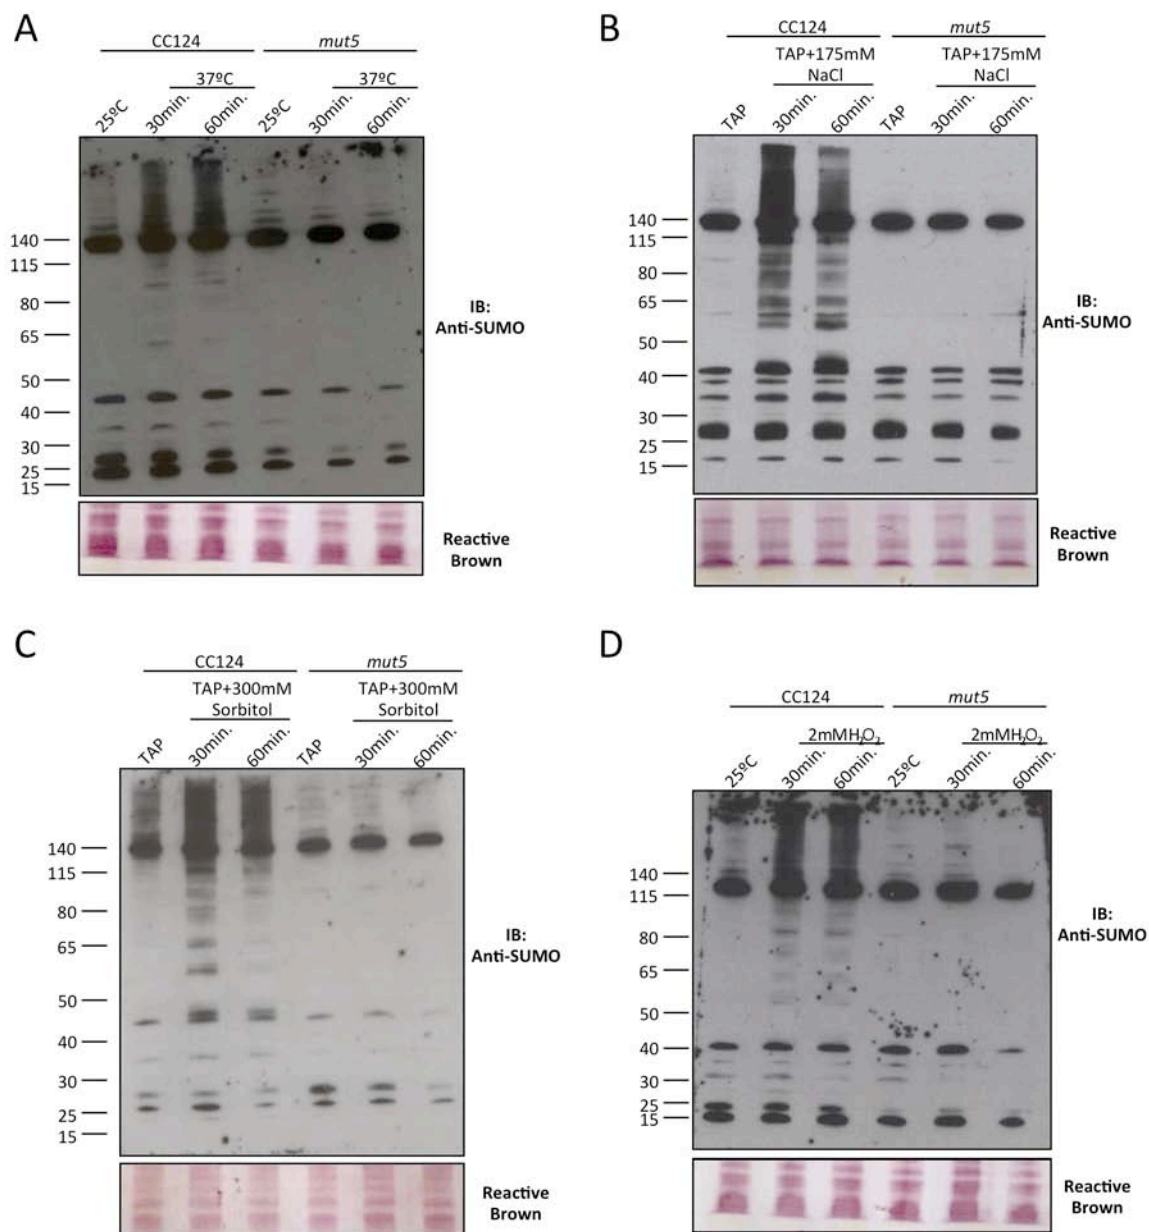 A
CC124 mut5
37ºC 37ºC
25ºC 30min. 60min. 25ºC 30min. 60min.
140
115
80
65
50
40
30
25
15
IB:
Anti-SUMO
Reactive
Brown
B
CC124 mut5
TAP+175mM TAP+175mM
NaCl NaCl
TAP 30min. 60min. TAP 30min. 60min.
140
115
80
65
50
40
30
25
15
IB:
Anti-SUMO
Reactive
Brown
C
CC124 mut5
TAP+300mM TAP+300mM
Sorbitol Sorbitol
TAP 30min. 60min. TAP 30min. 60min.
140
115
80
65
50
40
30
25
15
IB:
Anti-SUMO
Reactive
Brown
D
CC124 mut5
2mMH₂O₂ 2mMH₂O₂
25ºC 30min. 60min. 25ºC 30min. 60min.
140
115
80
65
50
40
30
25
15
IB:
Anti-SUMO
Reactive
Brown